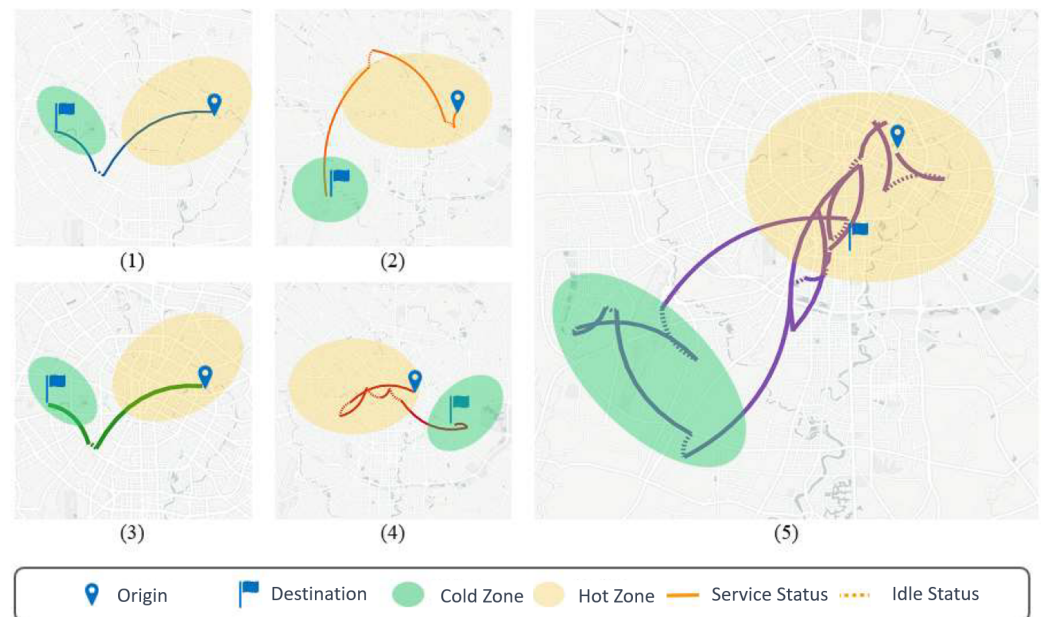 (1)
(2)
(3)
(4)
(5)
Origin
Destination
Cold Zone
Hot Zone
Service Status
Idle Status